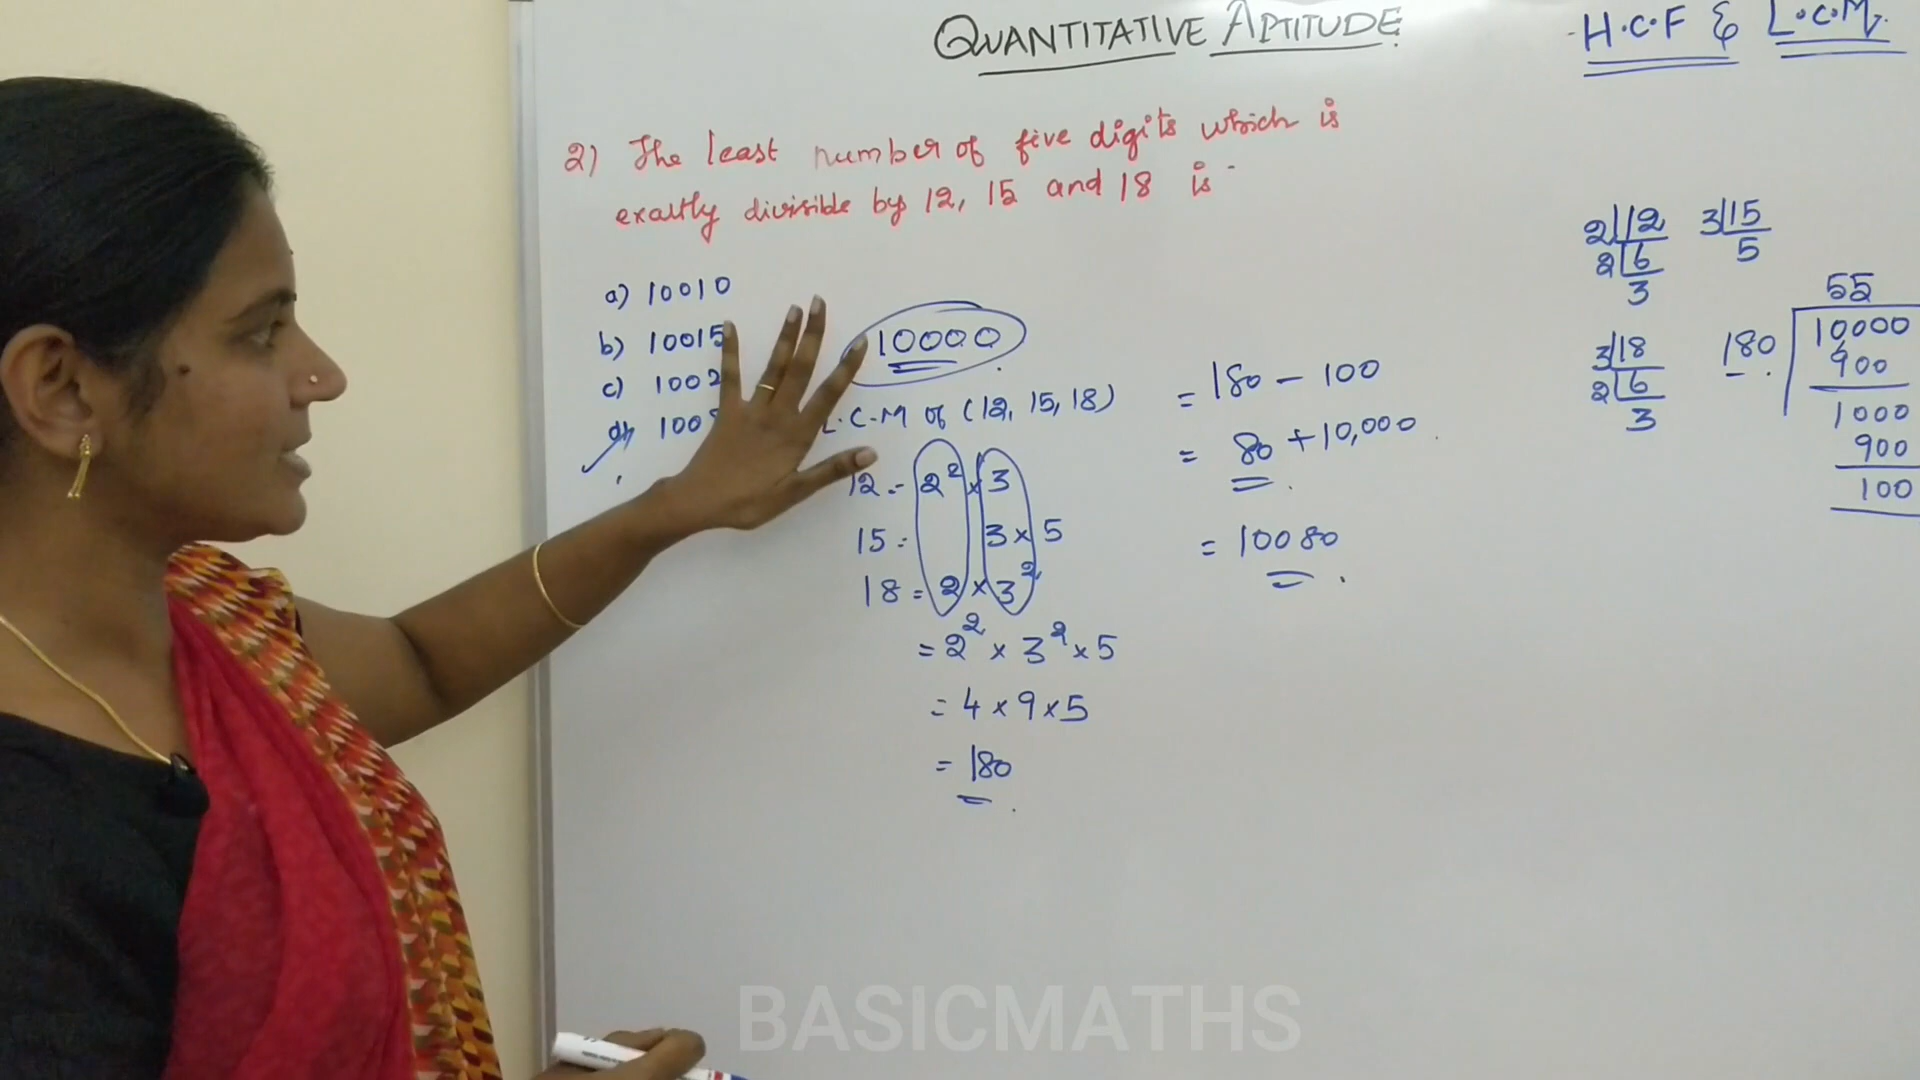 QUANTITATIVE APTITUDE
H.C.F & L.C.M
2) The least number of five digits which is
exactly divisible by 12, 15 and 18 is -
a) 10010
b) 10015
c) 1002
d) 100
10000
L.C.M of (12, 15, 18)
12 = 2² × 3
15 = 3 × 5
18 = 2 × 3²
= 2² × 3² × 5
= 4 × 9 × 5
= 180
= 180 - 100
= 80 + 10,000
= 10080
2 12
2 6
3
3 15
5
3 18
2 6
3
55
180 10000
900
1000
900
100
BASICMATHS